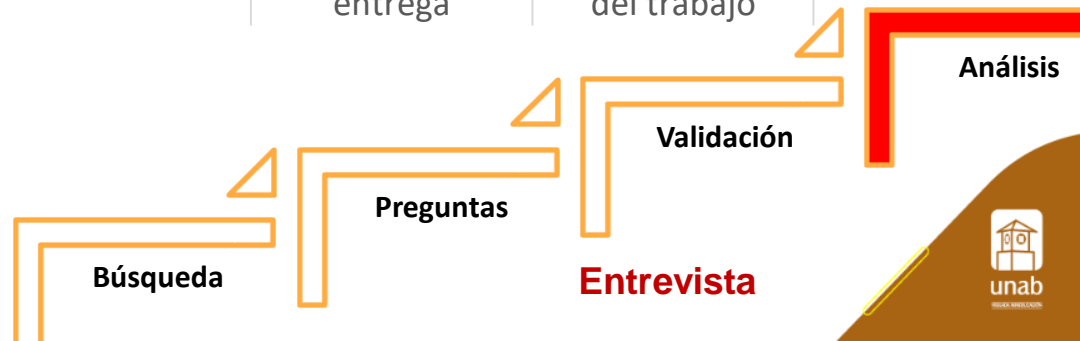 entrega
del trabajo
Análisis
Validación
Preguntas
Búsqueda
Entrevista
unab